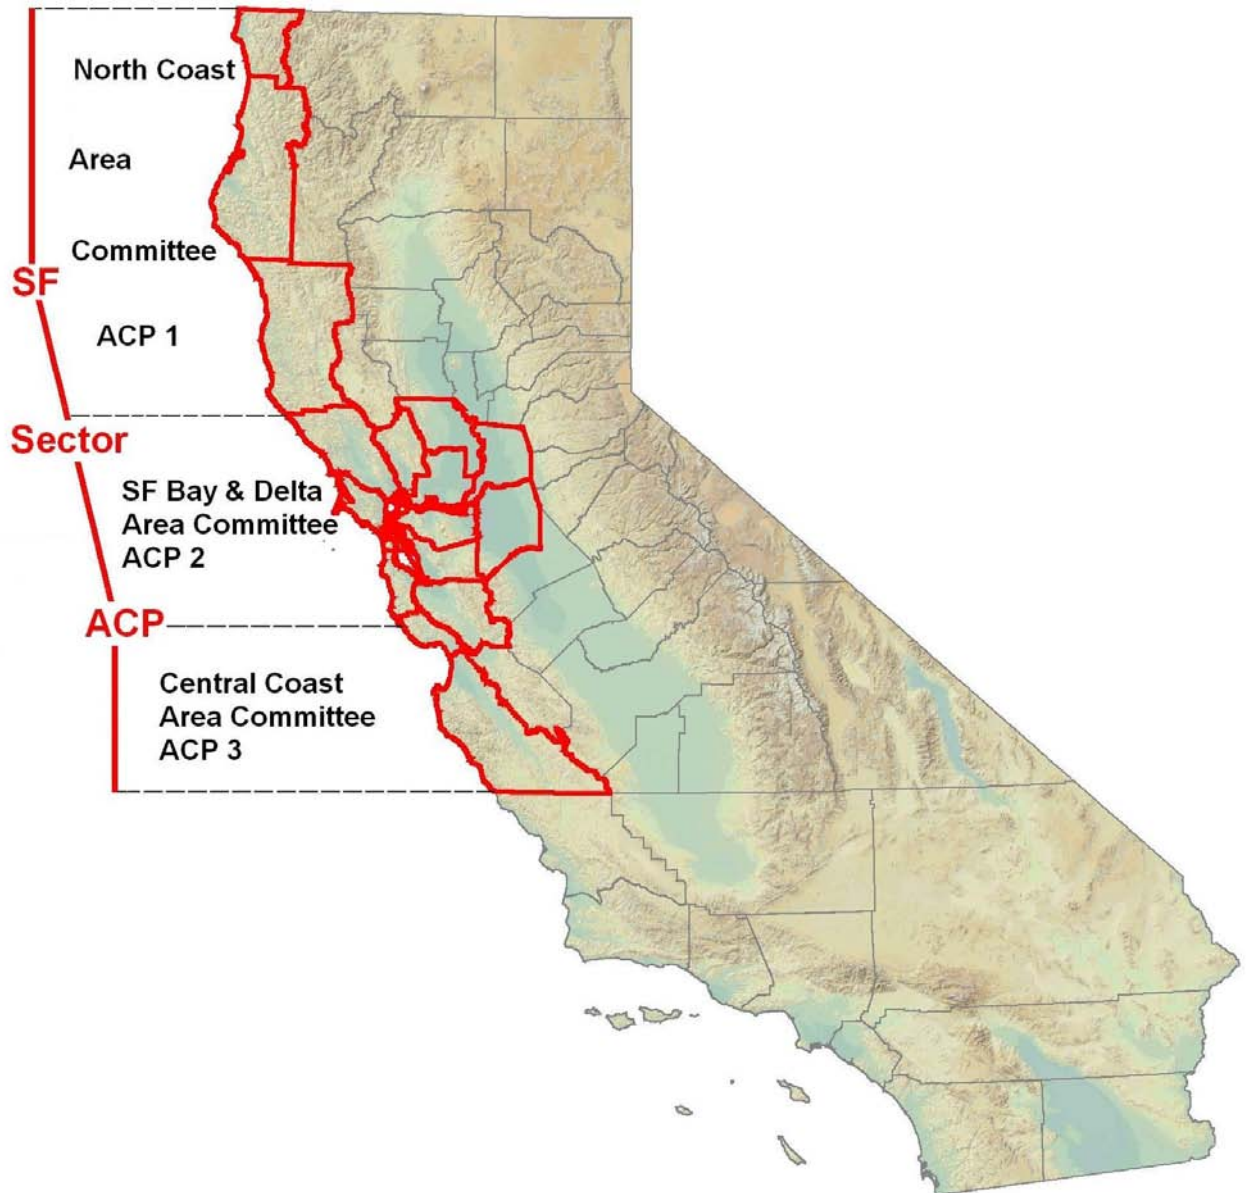 North Coast
Area
Committee
SF
ACP 1
Sector
SF Bay & Delta
Area Committee
ACP 2
ACP
Central Coast
Area Committee
ACP 3